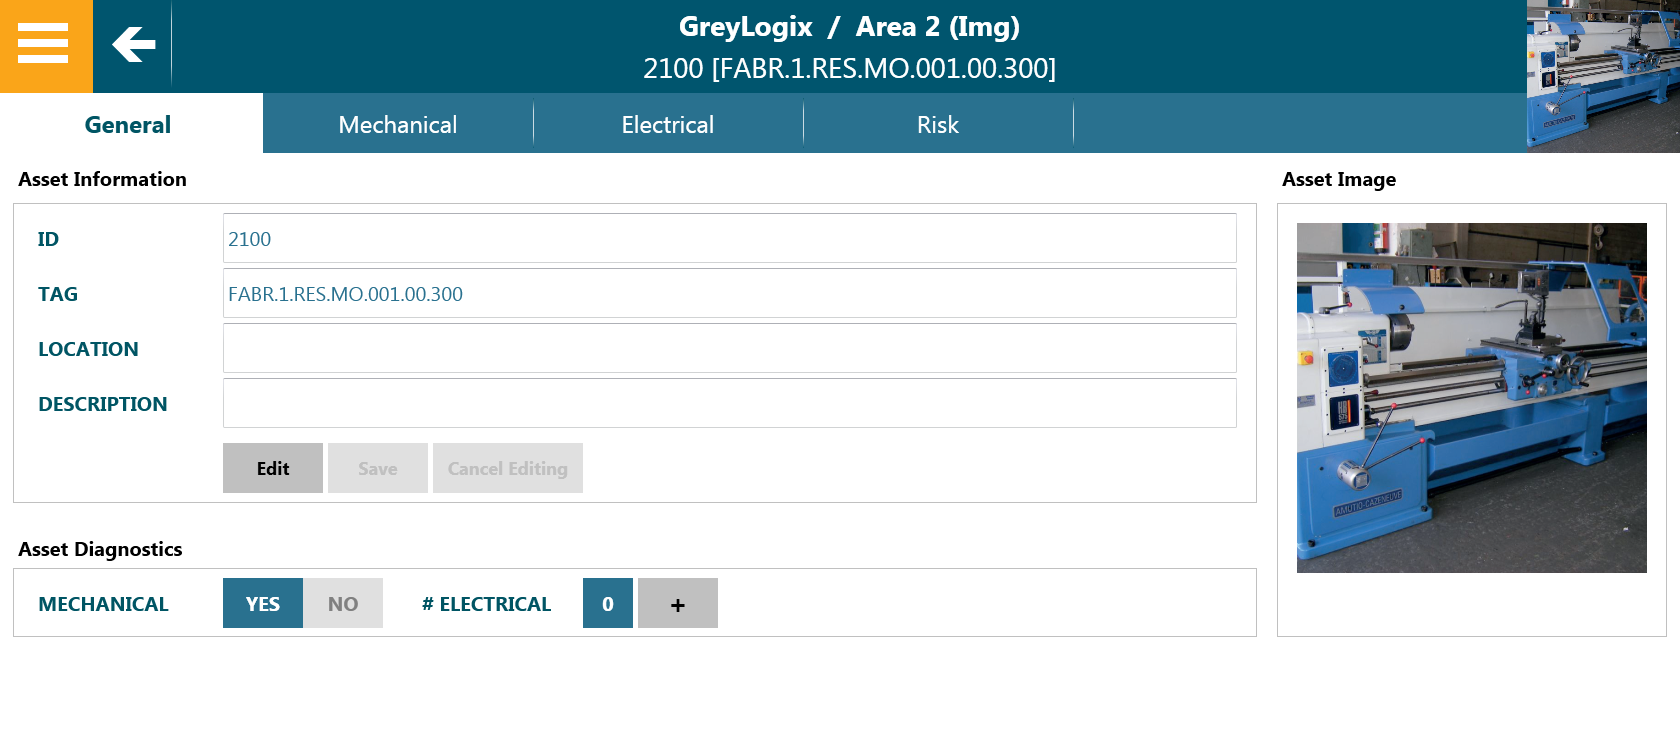 GreyLogix / Area 2 (Img)
2100 [FABR.1.RES.MO.001.00.300]
General
Mechanical
Electrical
Risk
Asset Information
Asset Image
ID
2100
TAG
FABR.1.RES.MO.001.00.300
LOCATION
DESCRIPTION
Edit
Save
Cancel Editing
AMUTIO-CAZENEUVE
Asset Diagnostics
MECHANICAL
YES
NO
# ELECTRICAL
0
+